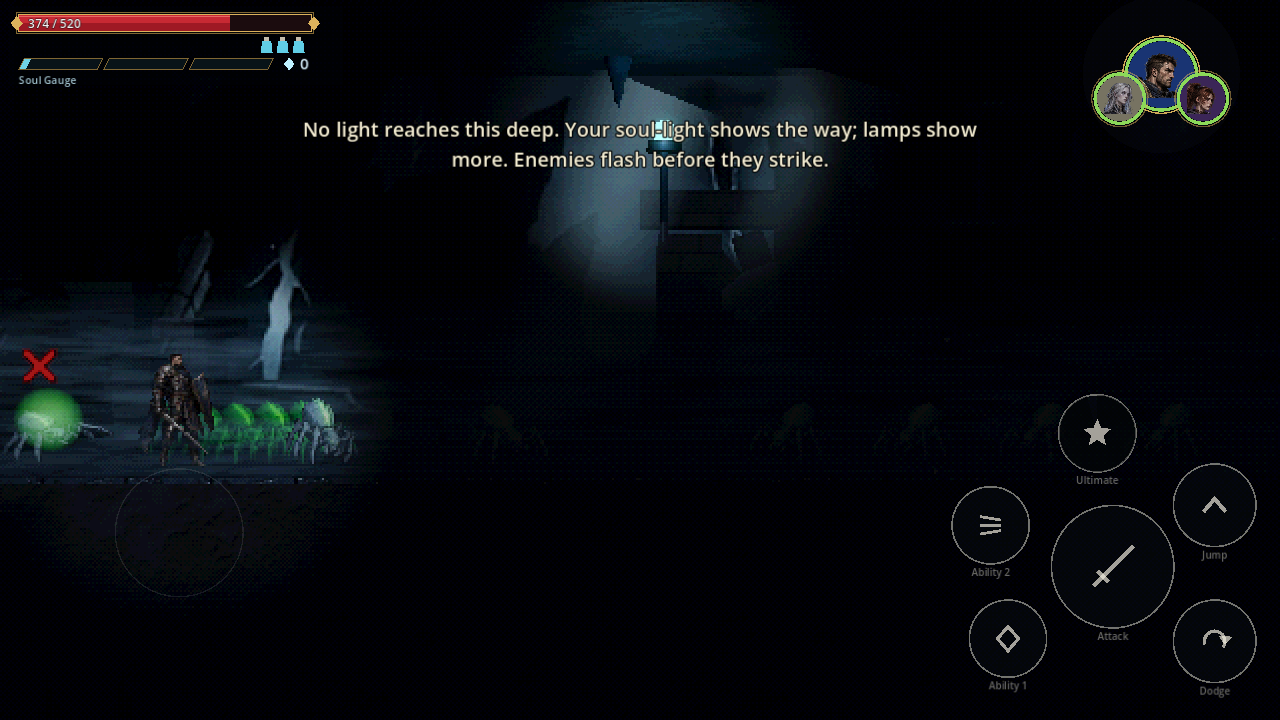 374 / 520
0
Soul Gauge
No light reaches this deep. Your soul-light shows the way; lamps show
more. Enemies flash before they strike.
Ultimate
Jump
Ability 2
Attack
Ability 1
Dodge